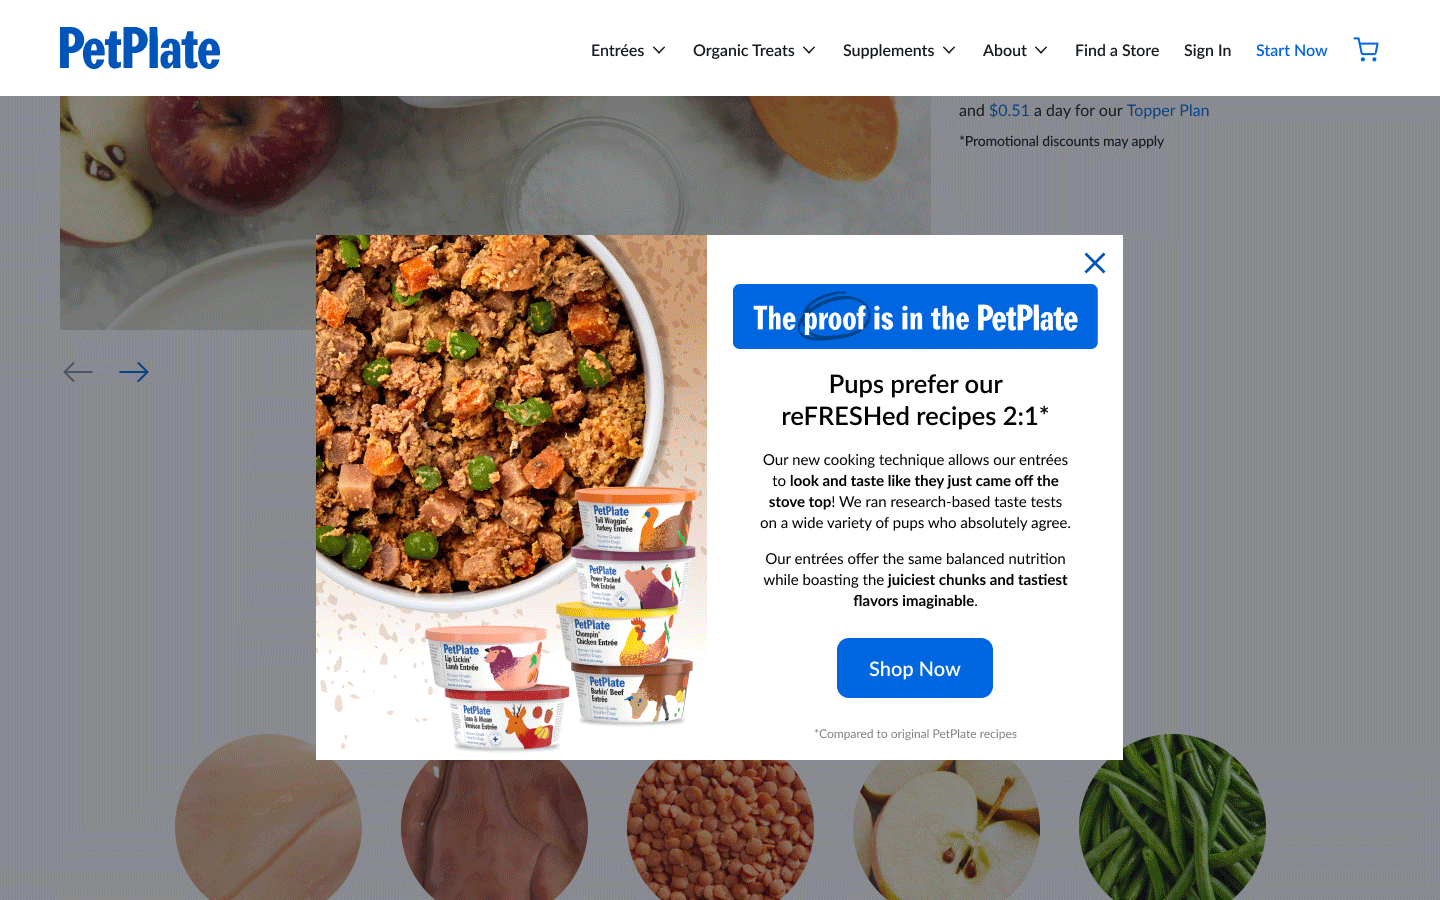 PetPlate
Entrées
Organic Treats
Supplements
About
Find a Store
Sign In
Start Now
and $0.51 a day for our Topper Plan
*Promotional discounts may apply
The proof is in the PetPlate
Pups prefer our
reFRESHed recipes 2:1*
Our new cooking technique allows our entrées
to look and taste like they just came off the
stove top! We ran research-based taste tests
on a wide variety of pups who absolutely agree.
Our entrées offer the same balanced nutrition
while boasting the juiciest chunks and tastiest
flavors imaginable.
Shop Now
*Compared to original PetPlate recipes
PetPlate
Tail Waggin'
Turkey Entrée
PetPlate
Power Packed
Pork Entrée
PetPlate
Chompin'
Chicken Entrée
PetPlate
Lip Lickin'
Lamb Entrée
PetPlate
Barkin' Beef
Entrée
PetPlate
Lean & Mean
Venison Entrée